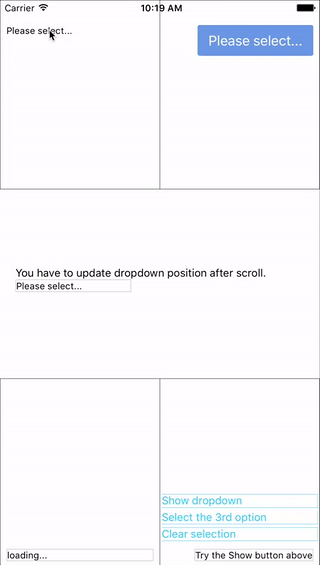 Carrier 10:19 AM
Please select...
Please select...
You have to update dropdown position after scroll.
Please select...
Show dropdown
Select the 3rd option
Clear selection
loading...
Try the Show button above